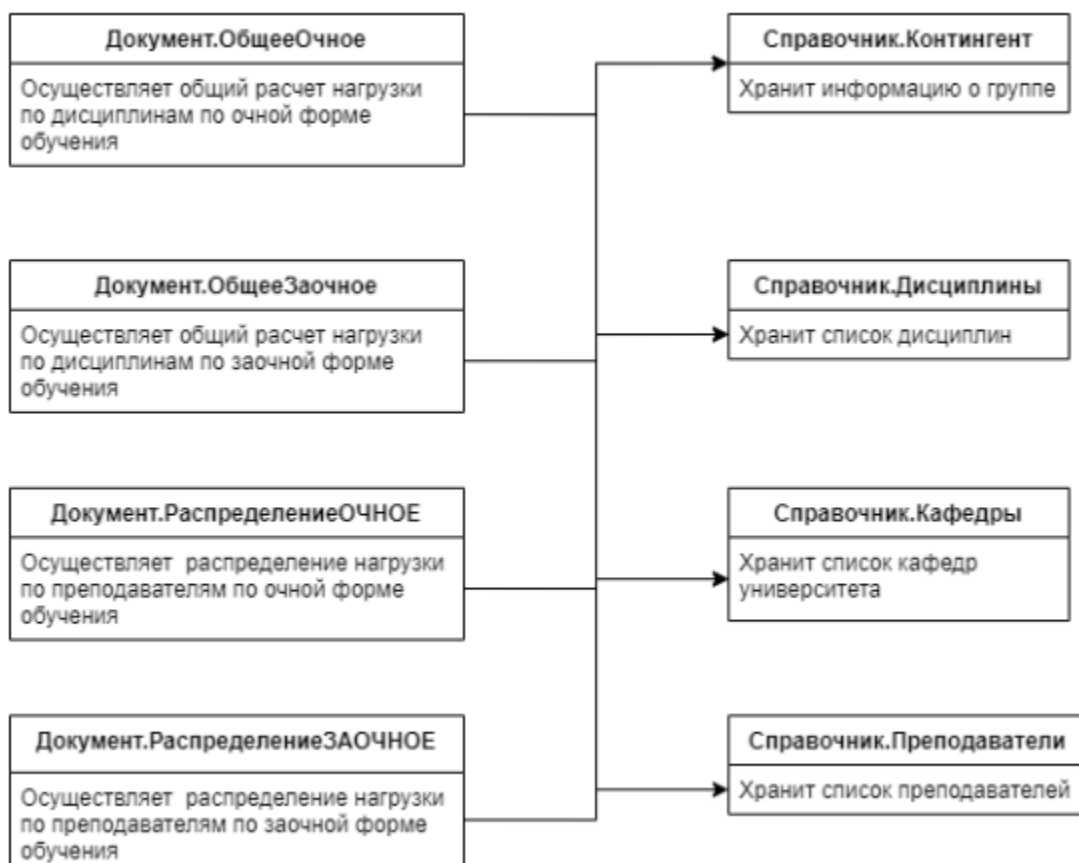 Документ.ОбщееОчное
Осуществляет общий расчет нагрузки
по дисциплинам по очной форме
обучения
Справочник.Контингент
Хранит информацию о группе
Документ.ОбщееЗаочное
Осуществляет общий расчет нагрузки
по дисциплинам по заочной форме
обучения
Справочник.Дисциплины
Хранит список дисциплин
Документ.РаспределениеОЧНОЕ
Осуществляет распределение нагрузки
по преподавателям по очной форме
обучения
Справочник.Кафедры
Хранит список кафедр
университета
Документ.РаспределениеЗАОЧНОЕ
Осуществляет распределение нагрузки
по преподавателям по заочной форме
обучения
Справочник.Преподаватели
Хранит список преподавателей